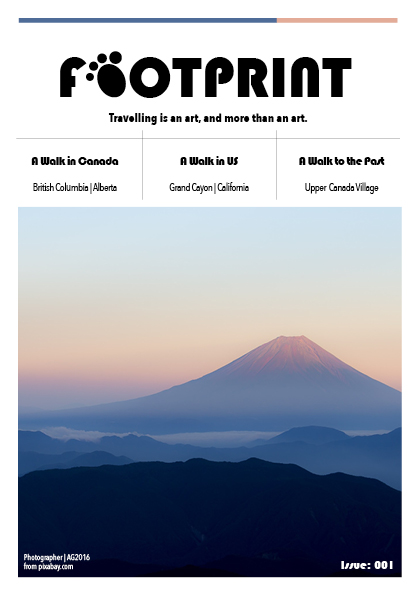 FOOTPRINT
Travelling is an art, and more than an art.
A Walk in Canada
British Columbia | Alberta
A Walk in US
Grand Cayon | California
A Walk to the Past
Upper Canada Village
Photographer | AG2016
from pixabay.com
Issue: 001